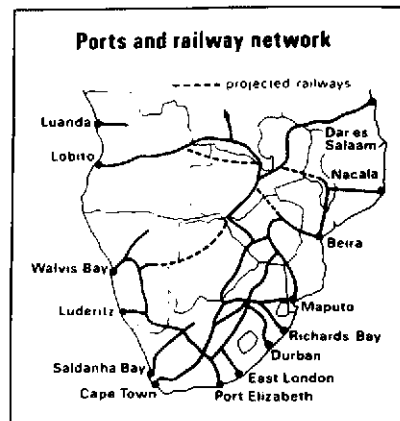 Ports and railway network
projected railways
Luanda
Lobito
Dar es
Salaam
Nacala
Beira
Walvis Bay
Luderitz
Maputo
Richards Bay
Durban
Saldanha Bay
East London
Cape Town
Port Elizabeth